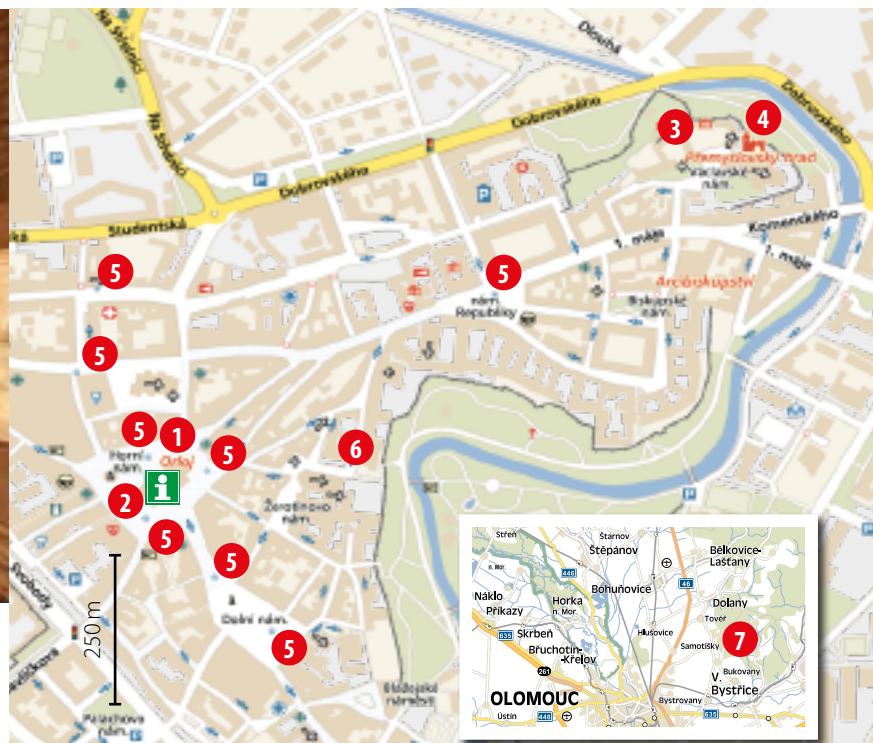 Na Střelnici
Na Střelnici
Dlouhá
Dobrovského
Dobrovského
Dobrovského
Studentská
ská
3
4
Přemyslovský hrad
Václavské
nám.
Komenského
1. máje
1. máje
5
5
nám.
Republiky
Arcibiskupství
Biskupské
nám.
5
5
1
5
6
Orloj
Horní
nám.
i
2
5
Žerotínovo
nám.
5
Dolní nám.
5
Svobody
250 m
Palachovo
nám.
Blažejské
náměstí
Střeň
Štarnov
Štěpánov
Bělkovice-
Lašťany
n. Mor.
446
46
Bohuňovice
Náklo
Příkazy
Horka
n. Mor.
Dolany
Tovéř
7
635
Skrbeň
Hlušovice
Samotišky
Břuchotín-
Křelov
261
Bukovany
V.
Bystřice
OLOMOUC
Bystrovany
Ústín
448
635